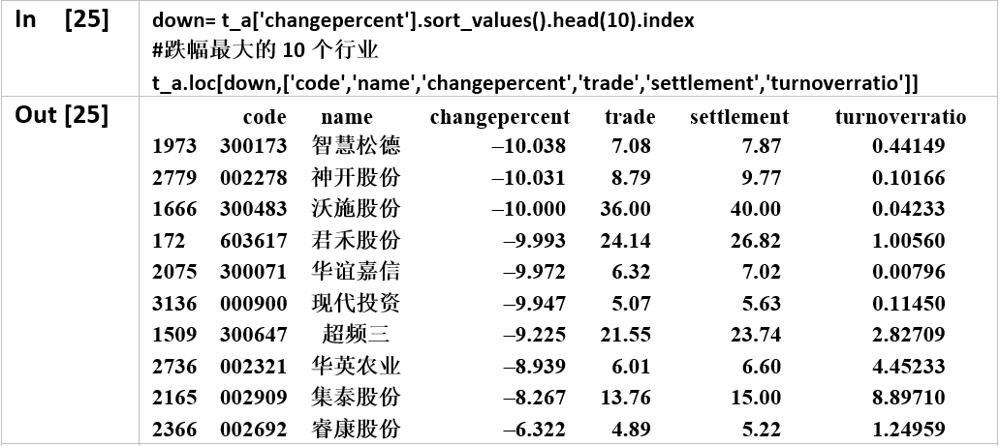 In [25] down= t_a['changepercent'].sort_values().head(10).index
#跌幅最大的 10 个行业
t_a.loc[down,['code','name','changepercent','trade','settlement','turnoverratio']]
Out [25] code name changepercent trade settlement turnoverratio
1973 300173 智慧松德 –10.038 7.08 7.87 0.44149
2779 002278 神开股份 –10.031 8.79 9.77 0.10166
1666 300483 沃施股份 –10.000 36.00 40.00 0.04233
172 603617 君禾股份 –9.993 24.14 26.82 1.00560
2075 300071 华谊嘉信 –9.972 6.32 7.02 0.00796
3136 000900 现代投资 –9.947 5.07 5.63 0.11450
1509 300647 超频三 –9.225 21.55 23.74 2.82709
2736 002321 华英农业 –8.939 6.01 6.60 4.45233
2165 002909 集泰股份 –8.267 13.76 15.00 8.89710
2366 002692 睿康股份 –6.322 4.89 5.22 1.24959